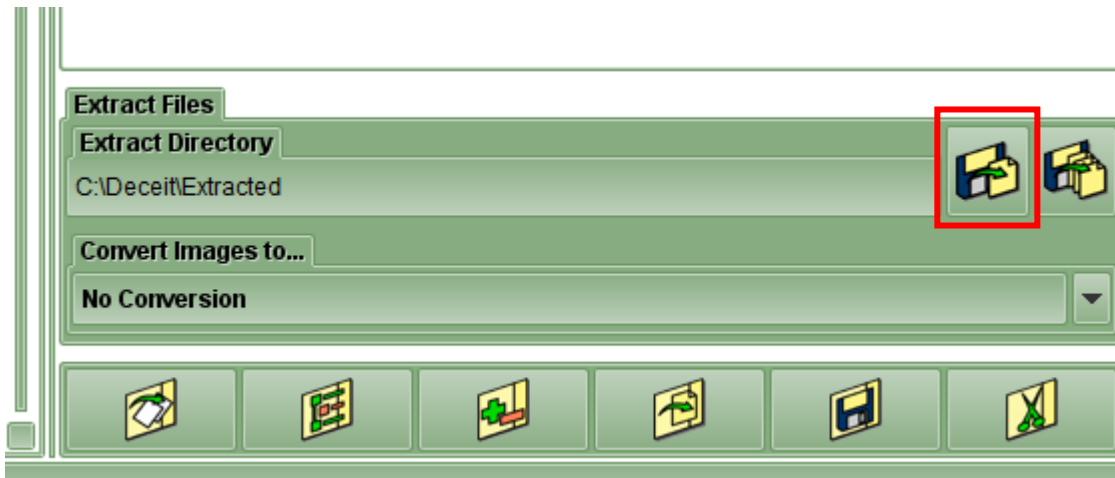 Extract Files
Extract Directory
C:\Deceit\Extracted
Convert Images to...
No Conversion